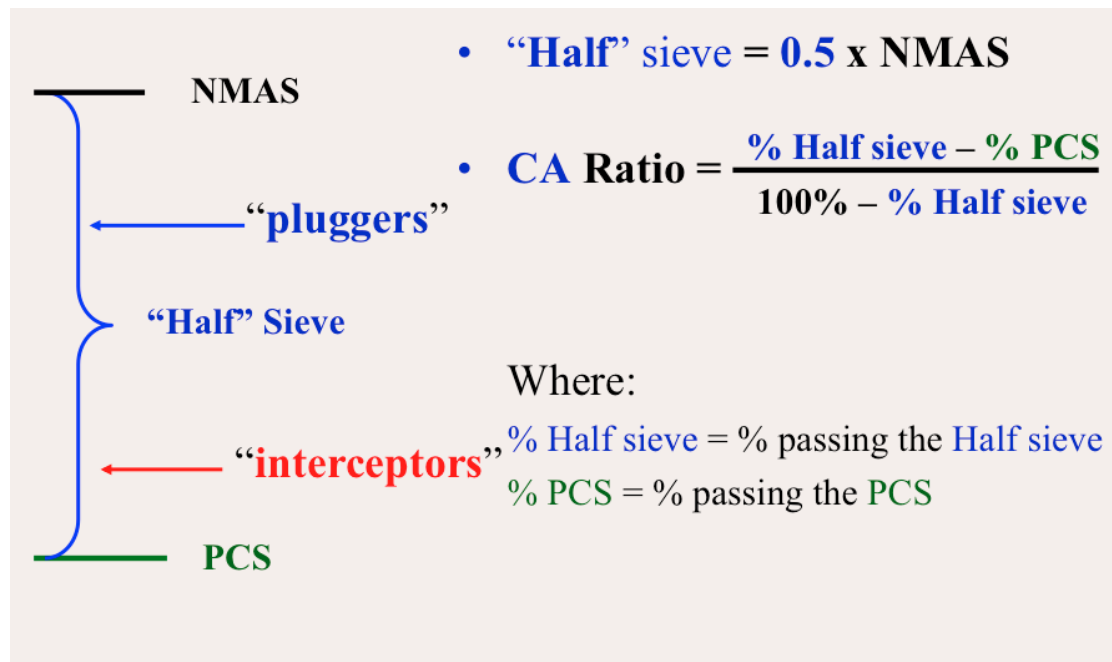 NMAS
“pluggers”
“Half” Sieve
“interceptors”
PCS
• “Half” sieve = 0.5 x NMAS
• CA Ratio = % Half sieve – % PCS
100% – % Half sieve
Where:
% Half sieve = % passing the Half sieve
% PCS = % passing the PCS